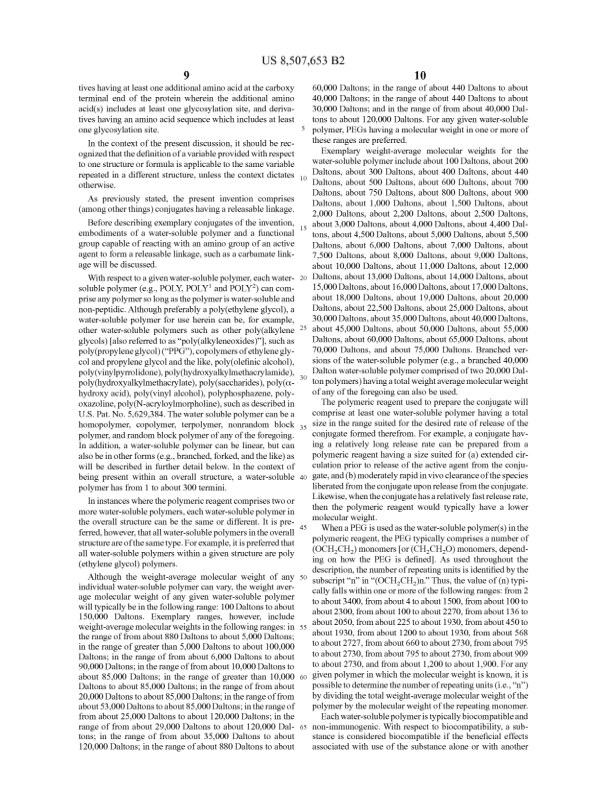 US 8,507,653 B2
9
tives having at least one additional amino acid at the carboxy
terminal end of the protein wherein the additional amino
acid(s) includes at least one glycosylation site, and deriva-
tives having an amino acid sequence which includes at least
one glycosylation site.
In the context of the present discussion, it should be rec-
ognized that the definition of a variable provided with respect
to one structure or formula is applicable to the same variable
repeated in a different structure, unless the context dictates
otherwise.
As previously stated, the present invention comprises
(among other things) conjugates having a releasable linkage.
Before describing exemplary conjugates of the invention,
embodiments of a water-soluble polymer and a functional
group capable of reacting with an amino group of an active
agent to form a releasable linkage, such as a carbamate link-
age will be discussed.
With respect to a given water-soluble polymer, each water-
soluble polymer (e.g., POLY, POLY¹ and POLY²) can com-
prise any polymer so long as the polymer is water-soluble and
non-peptidic. Although preferably a poly(ethylene glycol), a
water-soluble polymer for use herein can be, for example,
other water-soluble polymers such as other poly(alkylene
glycols) [also referred to as "poly(alkyleneoxides)"], such as
poly(propylene glycol) ("PPG"), copolymers of ethylene gly-
col and propylene glycol and the like, poly(olefinic alcohol),
poly(vinylpyrrolidone), poly(hydroxyalkylmethacrylamide),
poly(hydroxyalkylmethacrylate), poly(saccharides), poly(α-
hydroxy acid), poly(vinyl alcohol), polyphosphazene, poly-
oxazoline, poly(N-acryloylmorpholine), such as described in
U.S. Pat. No. 5,629,384. The water soluble polymer can be a
homopolymer, copolymer, terpolymer, nonrandom block
polymer, and random block polymer of any of the foregoing.
In addition, a water-soluble polymer can be linear, but can
also be in other forms (e.g., branched, forked, and the like) as
will be described in further detail below. In the context of
being present within an overall structure, a water-soluble
polymer has from 1 to about 300 termini.
In instances where the polymeric reagent comprises two or
more water-soluble polymers, each water-soluble polymer in
the overall structure can be the same or different. It is pre-
ferred, however, that all water-soluble polymers in the overall
structure are of the same type. For example, it is preferred that
all water-soluble polymers within a given structure are poly
(ethylene glycol) polymers.
Although the weight-average molecular weight of any
individual water-soluble polymer can vary, the weight aver-
age molecular weight of any given water-soluble polymer
will typically be in the following range: 100 Daltons to about
150,000 Daltons. Exemplary ranges, however, include
weight-average molecular weights in the following ranges: in
the range of from about 880 Daltons to about 5,000 Daltons;
in the range of greater than 5,000 Daltons to about 100,000
Daltons; in the range of from about 6,000 Daltons to about
90,000 Daltons; in the range of from about 10,000 Daltons to
about 85,000 Daltons; in the range of greater than 10,000
Daltons to about 85,000 Daltons; in the range of from about
20,000 Daltons to about 85,000 Daltons; in the range of from
about 53,000 Daltons to about 85,000 Daltons; in the range of
from about 25,000 Daltons to about 120,000 Daltons; in the
range of from about 29,000 Daltons to about 120,000 Dal-
tons; in the range of from about 35,000 Daltons to about
120,000 Daltons; in the range of about 880 Daltons to about
5
10
15
20
25
30
35
40
45
50
55
60
65
10
60,000 Daltons; in the range of about 440 Daltons to about
40,000 Daltons; in the range of about 440 Daltons to about
30,000 Daltons; and in the range of from about 40,000 Dal-
tons to about 120,000 Daltons. For any given water-soluble
polymer, PEGs having a molecular weight in one or more of
these ranges are preferred.
Exemplary weight-average molecular weights for the
water-soluble polymer include about 100 Daltons, about 200
Daltons, about 300 Daltons, about 400 Daltons, about 440
Daltons, about 500 Daltons, about 600 Daltons, about 700
Daltons, about 750 Daltons, about 800 Daltons, about 900
Daltons, about 1,000 Daltons, about 1,500 Daltons, about
2,000 Daltons, about 2,200 Daltons, about 2,500 Daltons,
about 3,000 Daltons, about 4,000 Daltons, about 4,400 Dal-
tons, about 4,500 Daltons, about 5,000 Daltons, about 5,500
Daltons, about 6,000 Daltons, about 7,000 Daltons, about
7,500 Daltons, about 8,000 Daltons, about 9,000 Daltons,
about 10,000 Daltons, about 11,000 Daltons, about 12,000
Daltons, about 13,000 Daltons, about 14,000 Daltons, about
15,000 Daltons, about 16,000 Daltons, about 17,000 Daltons,
about 18,000 Daltons, about 19,000 Daltons, about 20,000
Daltons, about 22,500 Daltons, about 25,000 Daltons, about
30,000 Daltons, about 35,000 Daltons, about 40,000 Daltons,
about 45,000 Daltons, about 50,000 Daltons, about 55,000
Daltons, about 60,000 Daltons, about 65,000 Daltons, about
70,000 Daltons, and about 75,000 Daltons. Branched ver-
sions of the water-soluble polymer (e.g., a branched 40,000
Dalton water-soluble polymer comprised of two 20,000 Dal-
ton polymers) having a total weight average molecular weight
of any of the foregoing can also be used.
The polymeric reagent used to prepare the conjugate will
comprise at least one water-soluble polymer having a total
size in the range suited for the desired rate of release of the
conjugate formed therefrom. For example, a conjugate hav-
ing a relatively long release rate can be prepared from a
polymeric reagent having a size suited for (a) extended cir-
culation prior to release of the active agent from the conju-
gate, and (b) moderately rapid in vivo clearance of the species
liberated from the conjugate upon release from the conjugate.
Likewise, when the conjugate has a relatively fast release rate,
then the polymeric reagent would typically have a lower
molecular weight.
When a PEG is used as the water-soluble polymer(s) in the
polymeric reagent, the PEG typically comprises a number of
(OCH₂CH₂) monomers [or (CH₂CH₂O) monomers, depend-
ing on how the PEG is defined]. As used throughout the
description, the number of repeating units is identified by the
subscript "n" in "(OCH₂CH₂)n." Thus, the value of (n) typi-
cally falls within one or more of the following ranges: from 2
to about 3400, from about 4 to about 1500, from about 100 to
about 2300, from about 100 to about 2270, from about 136 to
about 2050, from about 225 to about 1930, from about 450 to
about 1930, from about 1200 to about 1930, from about 568
to about 2727, from about 660 to about 2730, from about 795
to about 2730, from about 795 to about 2730, from about 909
to about 2730, and from about 1,200 to about 1,900. For any
given polymer in which the molecular weight is known, it is
possible to determine the number of repeating units (i.e., "n")
by dividing the total weight-average molecular weight of the
polymer by the molecular weight of the repeating monomer.
Each water-soluble polymer is typically biocompatible and
non-immunogenic. With respect to biocompatibility, a sub-
stance is considered biocompatible if the beneficial effects
associated with use of the substance alone or with another